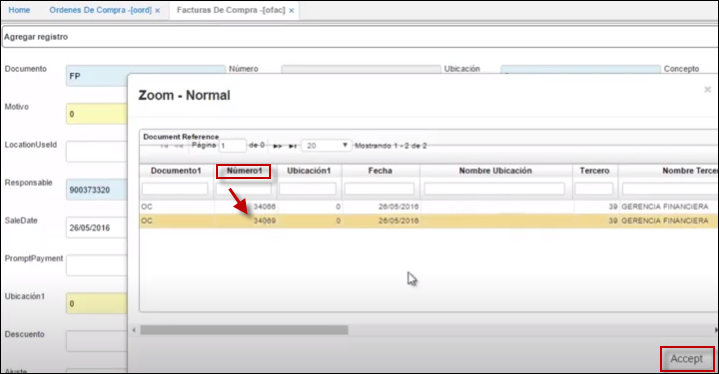 Home Ordenes De Compra -[oord] × Facturas De Compra -[ofac] ×
Agregar registro
Documento FP Número Ubicación Concepto
Zoom - Normal ×
Motivo 0
Document Reference
Página 1 de 0 20 Mostrando 1 - 2 de 2
LocationUseId
Documento1 Número1 Ubicación1 Fecha Nombre Ubicación Tercero Nombre Terce
Responsable 900373320
OC 34068 0 26/05/2016 39 GERENCIA FINANCIERA
OC 34069 0 26/05/2016 39 GERENCIA FINANCIERA
SaleDate 26/05/2016
PromptPayment
Ubicación1 0
Descuento
Accept
Ajuste